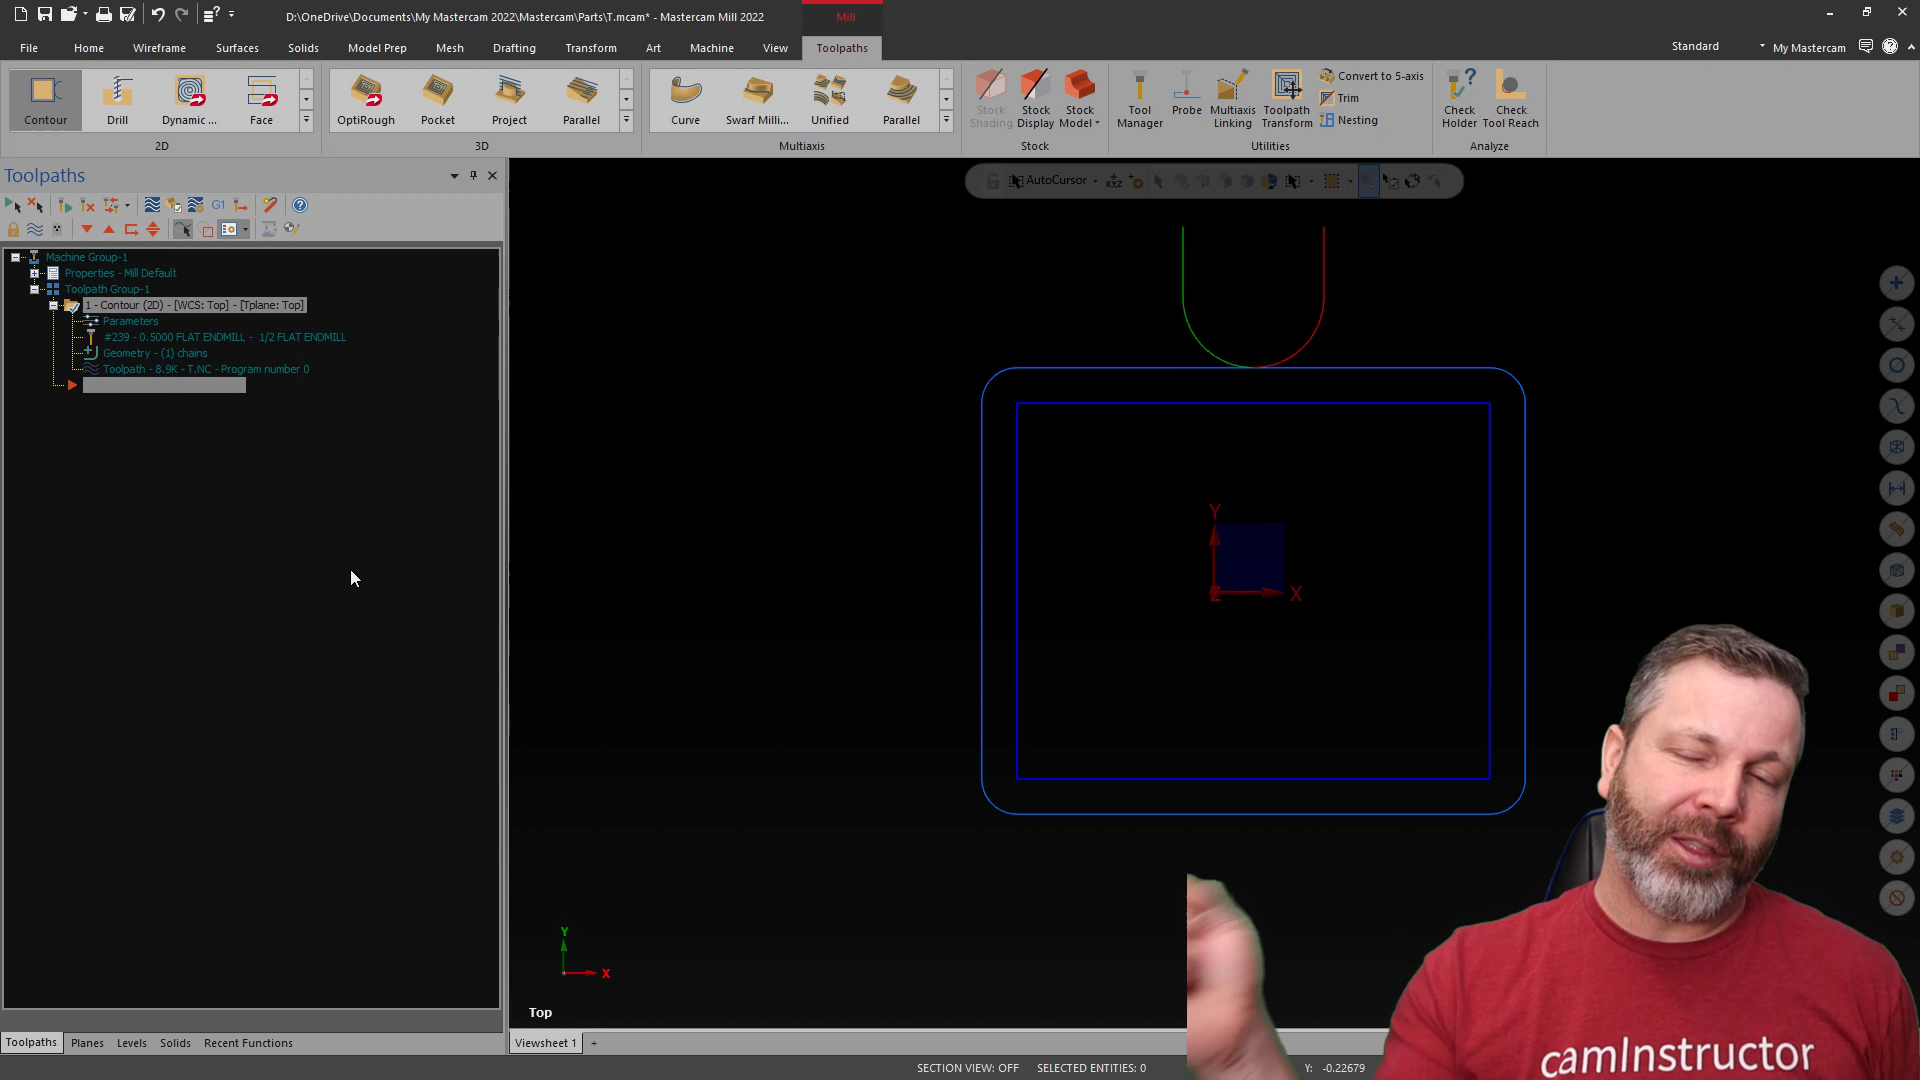 D:\OneDrive\Documents\My Mastercam 2022\Mastercam\Parts\T.mcam* - Mastercam Mill 2022
Mill
File Home Wireframe Surfaces Solids Model Prep Mesh Drafting Transform Art Machine View Toolpaths
Standard My Mastercam
Contour Drill Dynamic ... Face
2D
OptiRough Pocket Project Parallel
3D
Curve Swarf Milli... Unified Parallel
Multiaxis
Stock Shading Stock Display Stock Model
Stock
Tool Manager Probe Multiaxis Linking Toolpath Transform
Convert to 5-axis
Trim
Nesting
Utilities
Check Holder Check Tool Reach
Analyze
Toolpaths
G1
AutoCursor
Machine Group-1
Properties - Mill Default
Toolpath Group-1
1 - Contour (2D) - [WCS: Top] - [Tplane: Top]
Parameters
#239 - 0.5000 FLAT ENDMILL - 1/2 FLAT ENDMILL
Geometry - (1) chains
Toolpath - 8.9K - T.NC - Program number 0
Y
Z X
Y
X
Top
camInstructor
Toolpaths Planes Levels Solids Recent Functions
Viewsheet 1 +
SECTION VIEW: OFF SELECTED ENTITIES: 0 Y: -0.22679